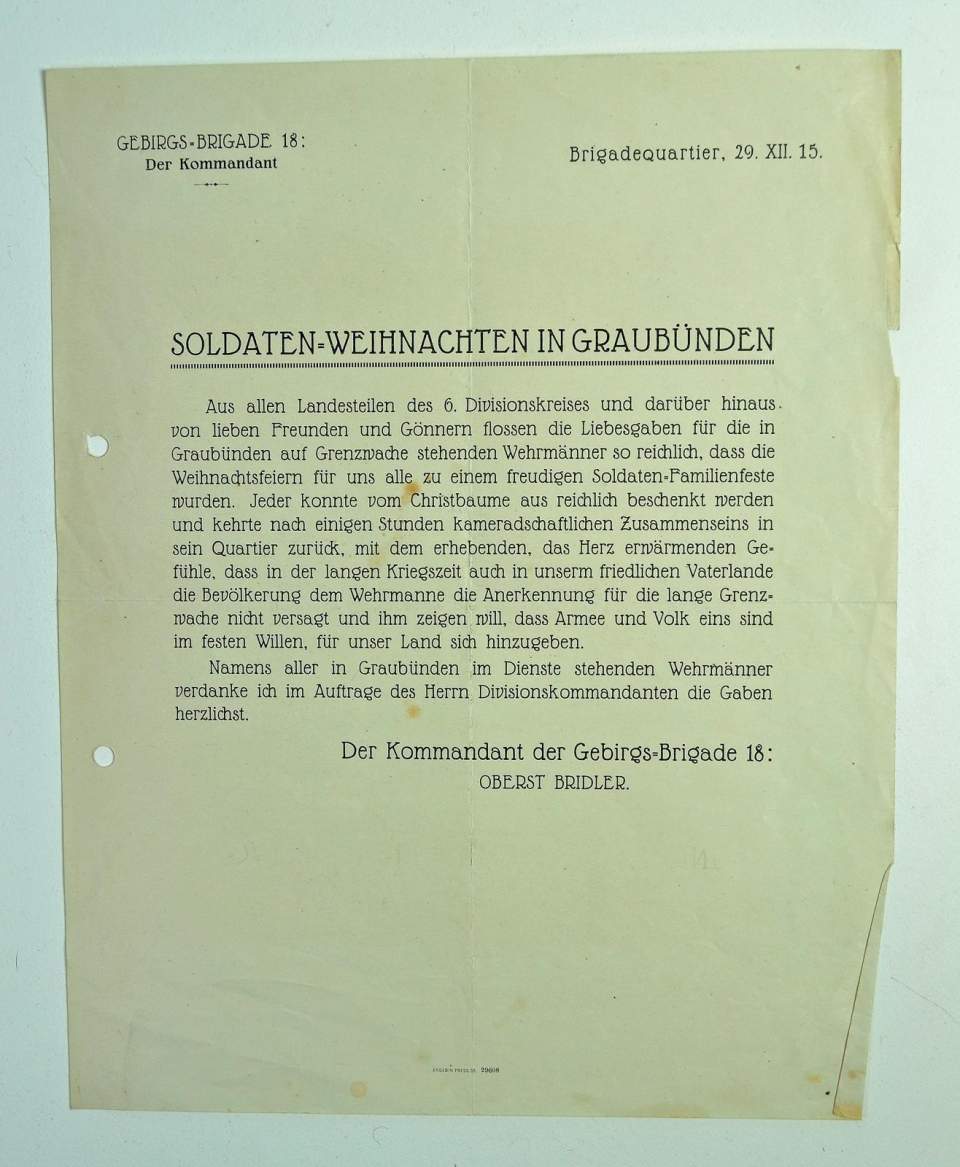 GEBIRGS=BRIGADE 18:
Der Kommandant
Brigadequartier, 29. XII. 15.
SOLDATEN=WEIHNACHTEN IN GRAUBÜNDEN
Aus allen Landesteilen des 6. Divisionskreises und darüber hinaus
von lieben Freunden und Gönnern flossen die Liebesgaben für die in
Graubünden auf Grenzwache stehenden Wehrmänner so reichlich, dass die
Weihnachtsfeiern für uns alle zu einem freudigen Soldaten=Familienfeste
wurden. Jeder konnte vom Christbaume aus reichlich beschenkt werden
und kehrte nach einigen Stunden kameradschaftlichen Zusammenseins in
sein Quartier zurück, mit dem erhebenden, das Herz erwärmenden Ge=
fühle, dass in der langen Kriegszeit auch in unserm friedlichen Vaterlande
die Bevölkerung dem Wehrmanne die Anerkennung für die lange Grenz=
wache nicht versagt und ihm zeigen will, dass Armee und Volk eins sind
im festen Willen, für unser Land sich hinzugeben.
Namens aller in Graubünden im Dienste stehenden Wehrmänner
verdanke ich im Auftrage des Herrn Divisionskommandanten die Gaben
herzlichst.
Der Kommandant der Gebirgs=Brigade 18:
OBERST BRIDLER.
29608